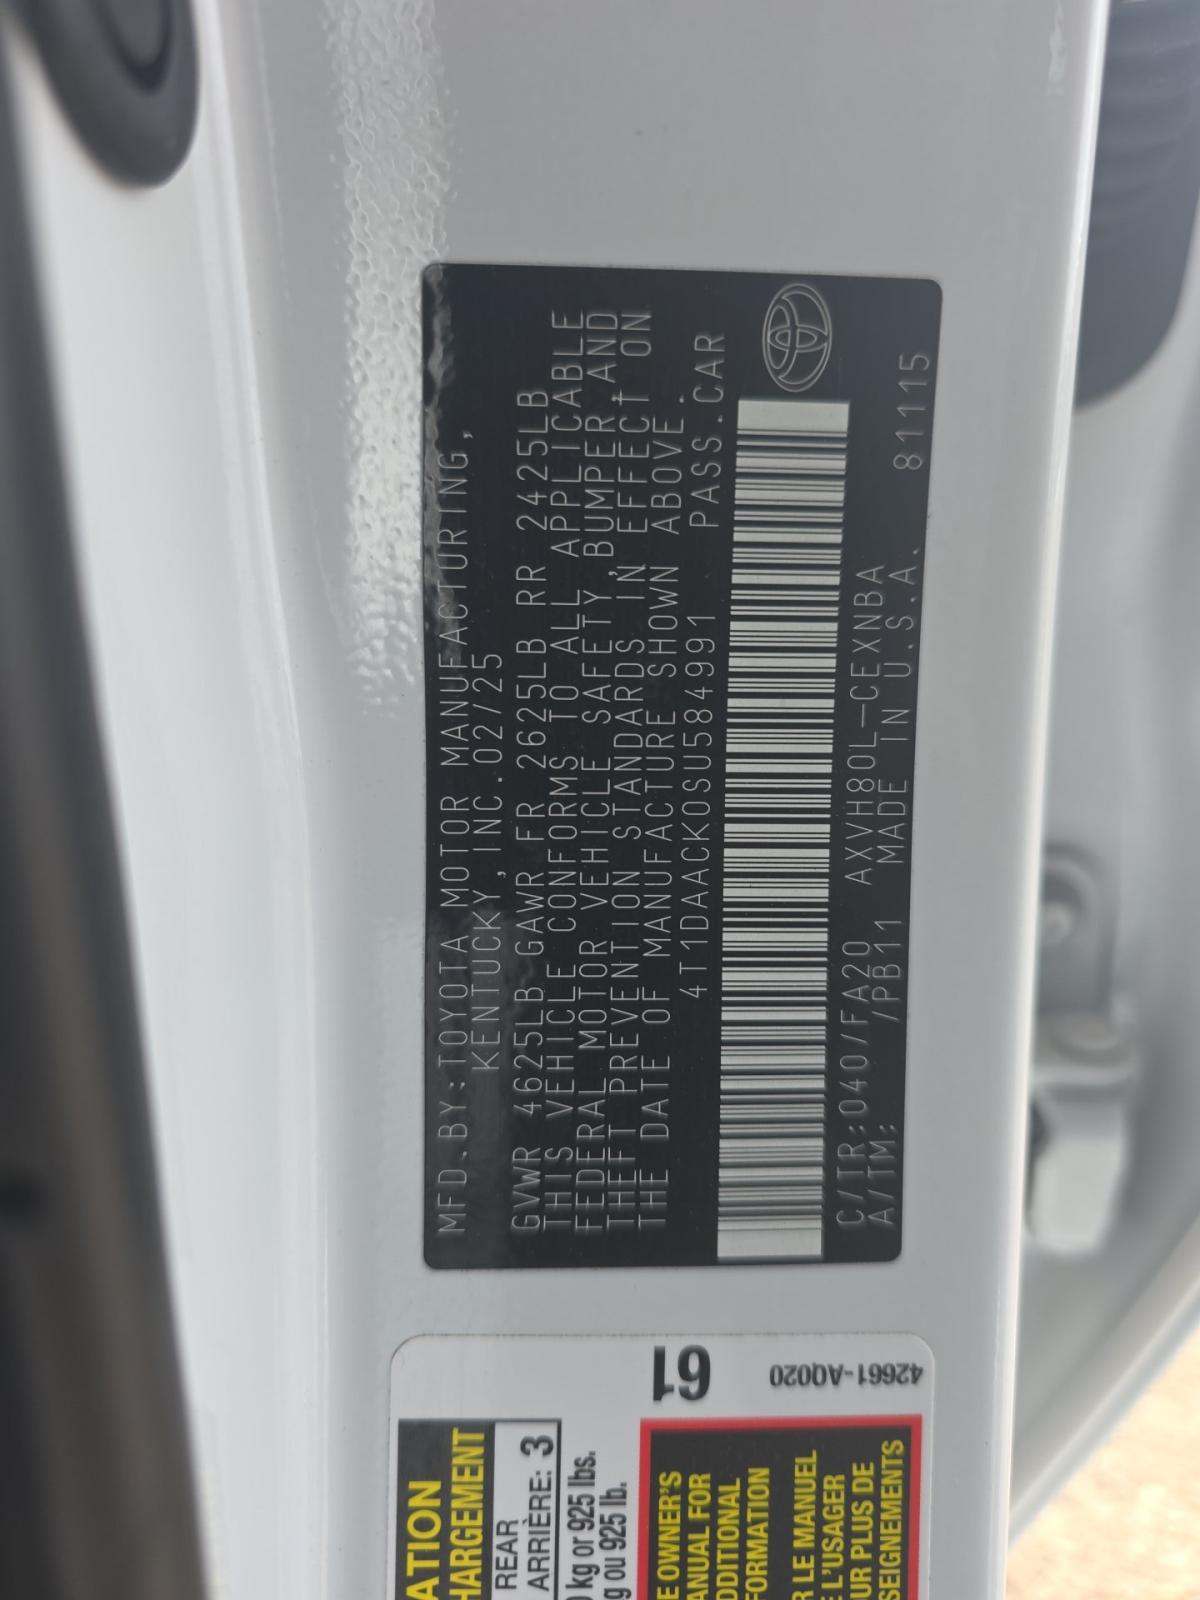 MFD.BY:TOYOTA MOTOR MANUFACTURING,
KENTUCKY, INC.02/25
GVWR 4625LB GAWR FR 2625LB RR 2425LB
THIS VEHICLE CONFORMS TO ALL APPLICABLE
FEDERAL MOTOR VEHICLE SAFETY, BUMPER, AND
THEFT PREVENTION STANDARDS IN EFFECT ON
THE DATE OF MANUFACTURE SHOWN ABOVE.
4T1DAACK0SU584991 PASS.CAR
C/TR:040/FA20 AXVH80L-CEXNBA
A/TM: /PB11 MADE IN U.S.A. 81115
61
42661-AQ020
ATION
HARGEMENT
REAR
ARRIÈRE: 3
kg or 925 lbs.
g ou 925 lb.
E OWNER'S
ANUAL FOR
DDITIONAL
FORMATION
R LE MANUEL
E L'USAGER
UR PLUS DE
SEIGNEMENTS